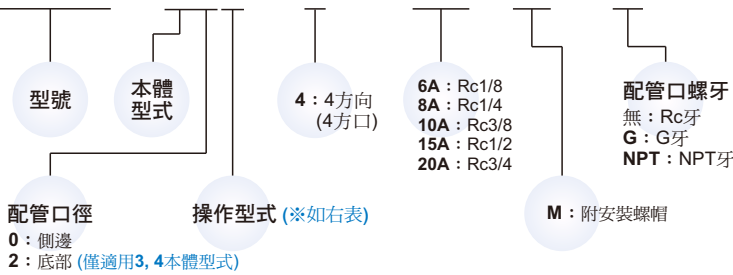 型號
本體
型式
4：4方向
(4方口)
6A：Rc1/8
8A：Rc1/4
10A：Rc3/8
15A：Rc1/2
20A：Rc3/4
配管口螺牙
無：Rc牙
G：G牙
NPT：NPT牙
配管口徑
0：側邊
2：底部 (僅適用3, 4本體型式)
操作型式 (※如右表)
M：附安裝螺帽